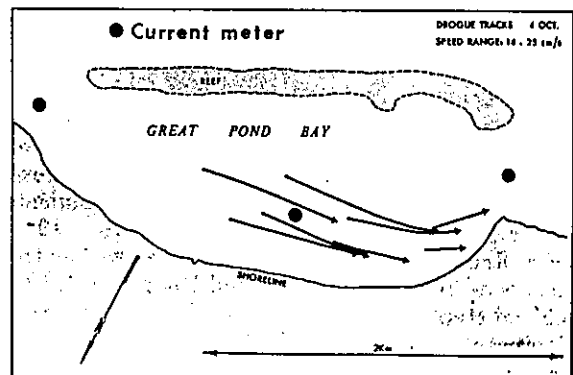 DROGUE TRACKS 4 OCT.
SPEED RANGE: 14 - 25 cm/s
Current meter
REEF
GREAT POND BAY
SHORELINE
2Km